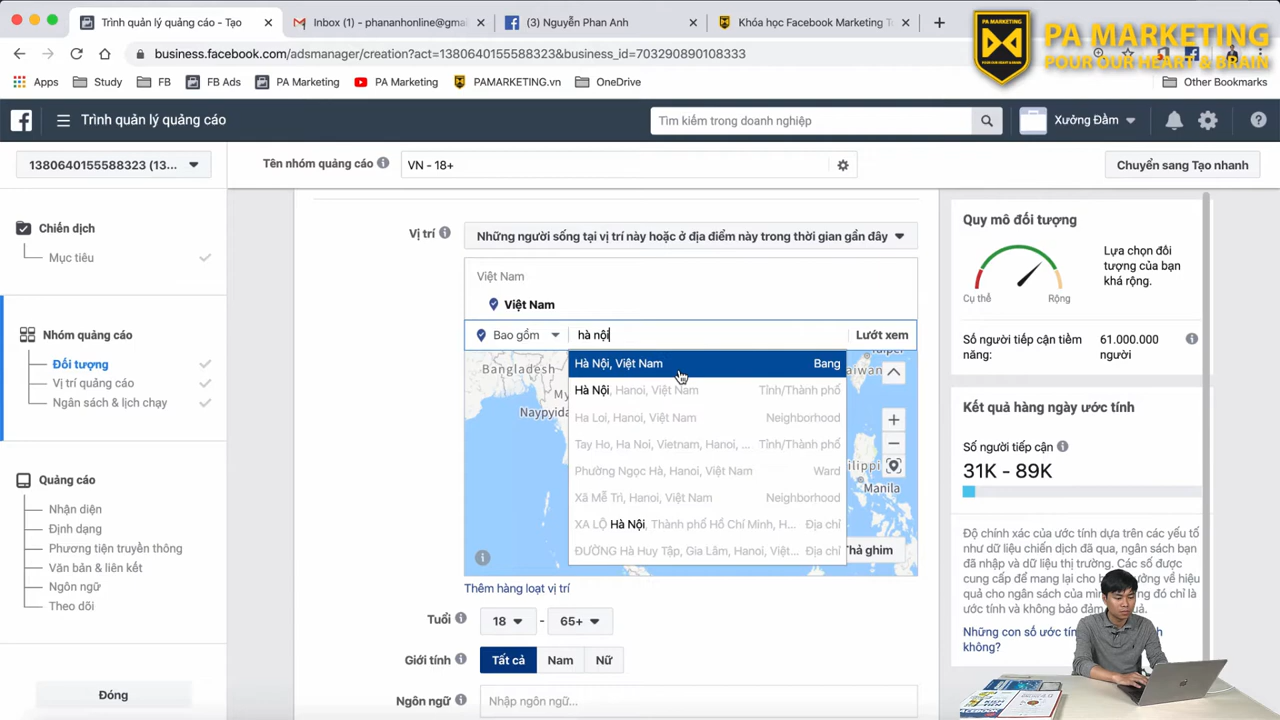 Trình quản lý quảng cáo - Tạo
Inbox (1) - phananhonline@gmai
(3) Nguyễn Phan Anh
Khóa học Facebook Marketing T
business.facebook.com/adsmanager/creation?act=1380640155588323&business_id=703290890108333
PA MARKETING
POUR OUR HEART & BRAIN
Apps
Study
FB
FB Ads
PA Marketing
PA Marketing
PAMARKETING
OneDrive
Other Bookmarks
Trình quản lý quảng cáo
Tìm kiếm trong doanh nghiệp
Xưởng Đầm
1380640155588323 (13...
Tên nhóm quảng cáo
VN - 18+
Chuyển sang Tạo nhanh
Chiến dịch
Mục tiêu
Nhóm quảng cáo
Đối tượng
Vị trí quảng cáo
Ngân sách & lịch chạy
Quảng cáo
Nhận diện
Định dạng
Phương tiện truyền thông
Văn bản & liên kết
Ngôn ngữ
Theo dõi
Đóng
Vị trí
Những người sống tại vị trí này hoặc ở địa điểm này trong thời gian gần đây
Việt Nam
Việt Nam
Bao gồm
hà nội
Lướt xem
Hà Nội, Việt Nam Bang
Hà Nội, Hanoi, Việt Nam Tỉnh/Thành phố
Ha Loi, Hanoi, Việt Nam Neighborhood
Tay Ho, Ha Noi, Vietnam, Hanoi, ... Tỉnh/Thành phố
Phường Ngọc Hà, Hanoi, Việt Nam Ward
Xã Mễ Trì, Hanoi, Việt Nam Neighborhood
XA LỘ Hà Nội, Thành phố Hồ Chí Minh, H... Địa chỉ
ĐƯỜNG Hà Huy Tập, Gia Lâm, Hanoi, Việt... Địa chỉ
Bangladesh
Naypyida
Manila
Thả ghim
Thêm hàng loạt vị trí
Tuổi
18 - 65+
Giới tính
Tất cả Nam Nữ
Ngôn ngữ
Nhập ngôn ngữ...
Quy mô đối tượng
Cụ thể
Rộng
Lựa chọn đối
tượng của bạn
khá rộng.
Số người tiếp cận tiềm
năng:
61.000.000
người
Kết quả hàng ngày ước tính
Số người tiếp cận
31K - 89K
Độ chính xác của ước tính dựa trên các yếu tố
như dữ liệu chiến dịch đã qua, ngân sách bạn
đã nhập và dữ liệu thị trường. Các số được
cung cấp để mang lại cho